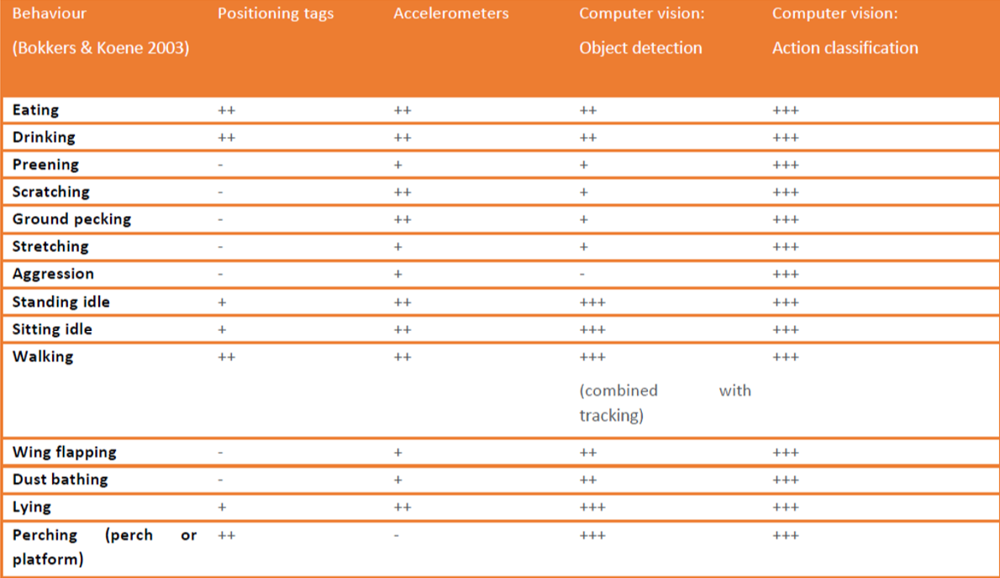 Behaviour Positioning tags Accelerometers Computer vision: Computer vision:
(Bokkers & Koene 2003) Object detection Action classification
Eating ++ ++ ++ +++
Drinking ++ ++ ++ +++
Preening - + + +++
Scratching - ++ + +++
Ground pecking - ++ + +++
Stretching - + + +++
Aggression - + - +++
Standing idle + ++ +++ +++
Sitting idle + ++ +++ +++
Walking ++ ++ +++ +++
(combined with
tracking)
Wing flapping - + ++ +++
Dust bathing - + ++ +++
Lying + ++ +++ +++
Perching (perch or ++ - +++ +++
platform)